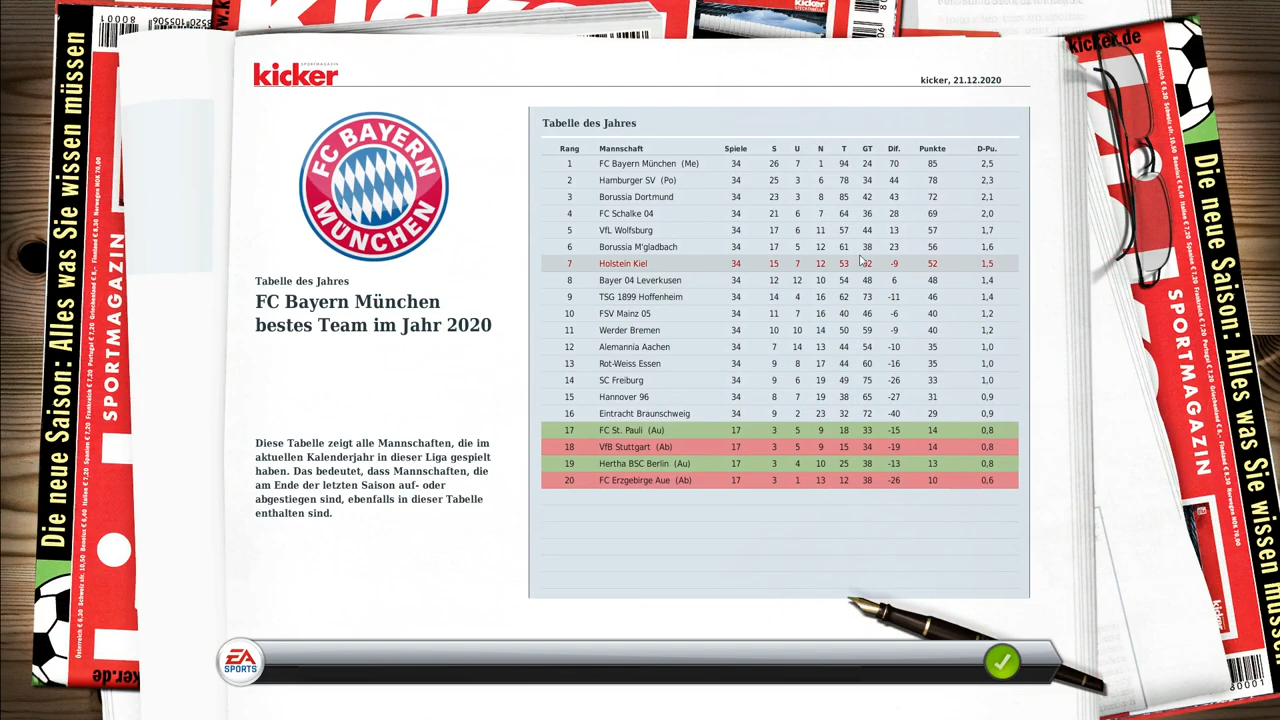 kicker
SPORTMAGAZIN
kicker, 21.12.2020
FC BAYERN
MÜNCHEN
Tabelle des Jahres
FC Bayern München
bestes Team im Jahr 2020
Diese Tabelle zeigt alle Mannschaften, die im
aktuellen Kalenderjahr in dieser Liga gespielt
haben. Das bedeutet, dass Mannschaften, die
am Ende der letzten Saison auf- oder
abgestiegen sind, ebenfalls in dieser Tabelle
enthalten sind.
Tabelle des Jahres
Rang Mannschaft Spiele S U N T GT Dif. Punkte D-Pu.
1 FC Bayern München (Me) 34 26 7 1 94 24 70 85 2,5
2 Hamburger SV (Po) 34 25 3 6 78 34 44 78 2,3
3 Borussia Dortmund 34 23 3 8 85 42 43 72 2,1
4 FC Schalke 04 34 21 6 7 64 36 28 69 2,0
5 VfL Wolfsburg 34 17 6 11 57 44 13 57 1,7
6 Borussia M'gladbach 34 17 5 12 61 38 23 56 1,6
7 Holstein Kiel 34 15 7 12 53 62 -9 52 1,5
8 Bayer 04 Leverkusen 34 12 12 10 54 48 6 48 1,4
9 TSG 1899 Hoffenheim 34 14 4 16 62 73 -11 46 1,4
10 FSV Mainz 05 34 11 7 16 40 46 -6 40 1,2
11 Werder Bremen 34 10 10 14 50 59 -9 40 1,2
12 Alemannia Aachen 34 7 14 13 44 54 -10 35 1,0
13 Rot-Weiss Essen 34 9 8 17 44 60 -16 35 1,0
14 SC Freiburg 34 9 6 19 49 75 -26 33 1,0
15 Hannover 96 34 8 7 19 38 65 -27 31 0,9
16 Eintracht Braunschweig 34 9 2 23 32 72 -40 29 0,9
17 FC St. Pauli (Au) 17 3 5 9 18 33 -15 14 0,8
18 VfB Stuttgart (Ab) 17 3 5 9 15 34 -19 14 0,8
19 Hertha BSC Berlin (Au) 17 3 4 10 25 38 -13 13 0,8
20 FC Erzgebirge Aue (Ab) 17 3 1 13 12 38 -26 10 0,6
EA
SPORTS
Die neue Saison: Alles was Sie wissen müssen
SPORTMAGAZIN
kicker.de
Die neue Saison: Alles was Sie wissen müssen
SPORTMAGAZIN
kicker